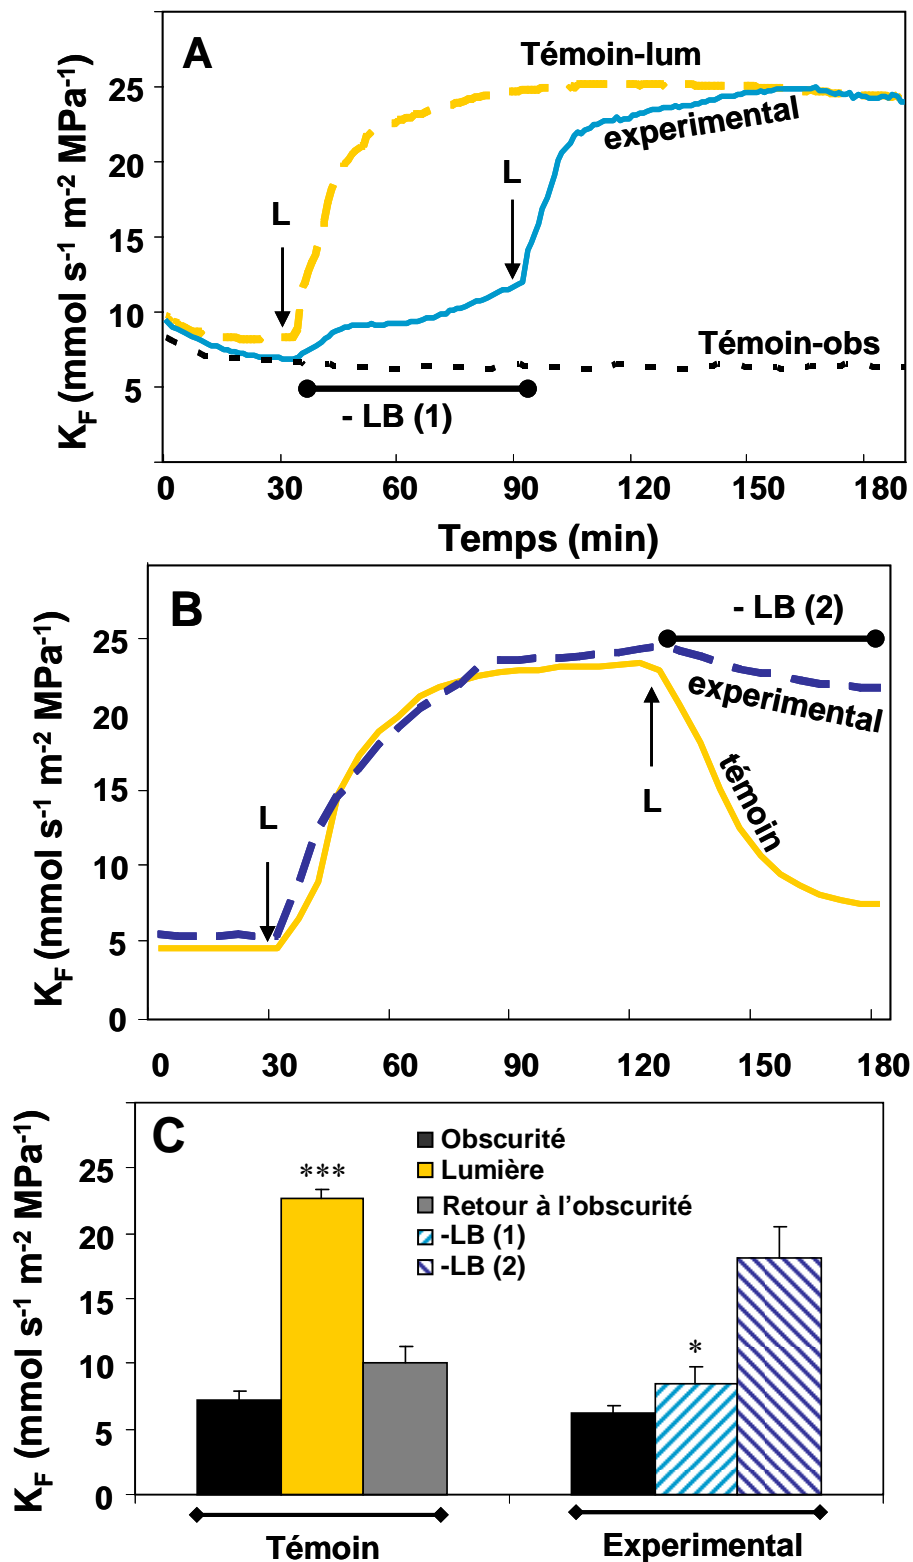 A
Témoin-lum
experimental
L
L
Témoin-obs
- LB (1)
K_F (mmol s⁻¹ m⁻² MPa⁻¹)
25
20
15
10
5
0 30 60 90 120 150 180
Temps (min)
B
- LB (2)
experimental
témoin
L
L
K_F (mmol s⁻¹ m⁻² MPa⁻¹)
25
20
15
10
5
0
0 30 60 90 120 150 180
C
Obscurité
Lumière
Retour à l'obscurité
-LB (1)
-LB (2)
***
*
K_F (mmol s⁻¹ m⁻² MPa⁻¹)
25
20
15
10
5
0
Témoin Experimental